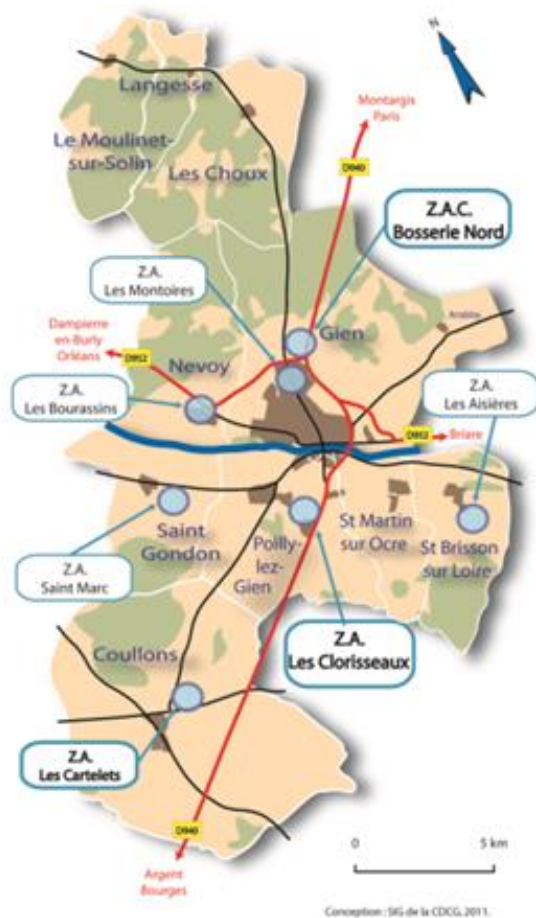 N
Langesse
Montargis
Paris
Le Moulinet-
sur-Solin
Les Choux
D940
Z.A.C.
Bosserie Nord
Z.A.
Les Montoires
Arrabloy
Gien
Dampierre
en-Burly
Orléans
D952
Nevoy
Z.A.
Les Aisières
Z.A.
Les Bourassins
D952
Briare
Saint
Gondon
Poilly-
lez-
Gien
St Martin
sur Ocre
St Brisson
sur Loire
Z.A.
Saint Marc
Z.A.
Les Clorisseaux
Coullons
Z.A.
Les Cartelets
D940
Argent
Bourges
0 5 km
Conception : SIG de la CDCG, 2011.